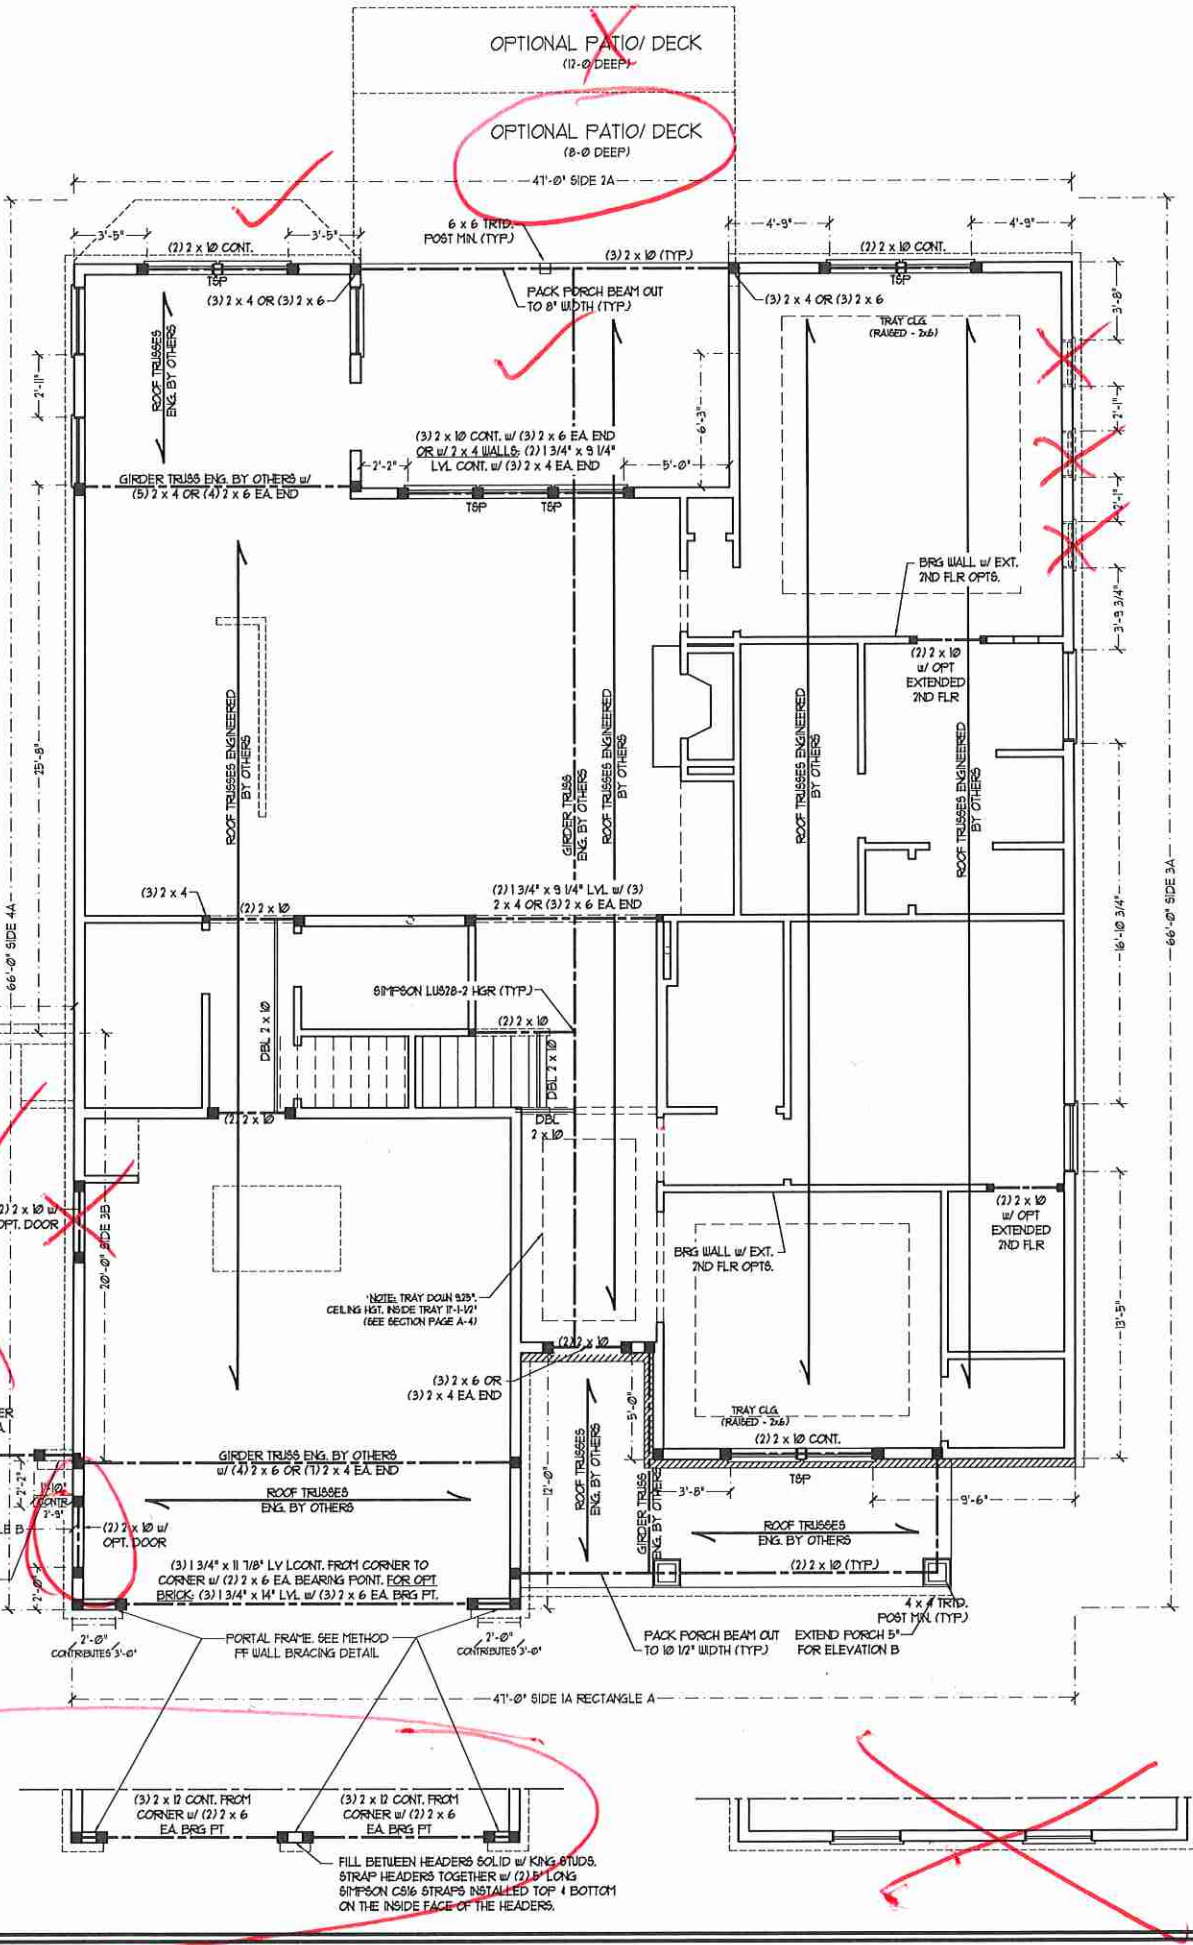 OPTIONAL PATIO/ DECK
(12-0 DEEP)
OPTIONAL PATIO/ DECK
(8-0 DEEP)
47'-0" SIDE 2A
3'-5"
(2) 2 x 10 CONT.
3'-5"
6 x 6 TRTD.
POST MIN. (TYP.)
(3) 2 x 10 (TYP.)
4'-9"
(2) 2 x 10 CONT.
4'-9"
TSP
(3) 2 x 4 OR (3) 2 x 6
PACK PORCH BEAM OUT
TO 8" WIDTH (TYP.)
(3) 2 x 4 OR (3) 2 x 6
TSP
TRAY CLG.
(RAISED - 2x6)
3'-8"
ROOF TRUSSES
ENG. BY OTHERS
2'-11"
6'-3"
2'-1"
2'-1"
(3) 2 x 10 CONT. w/ (3) 2 x 6 EA. END
OR w/ 2 x 4 WALLS: (2) 1 3/4" x 9 1/4"
LVL CONT. w/ (3) 2 x 4 EA. END
2'-2"
5'-0"
GIRDER TRUSS ENG. BY OTHERS w/
(5) 2 x 4 OR (4) 2 x 6 EA. END
TSP
TSP
BRG WALL w/ EXT.
2ND FLR OPTS.
3'-9 3/4"
(2) 2 x 10
w/ OPT
EXTENDED
2ND FLR
25'-8"
ROOF TRUSSES ENGINEERED
BY OTHERS
GIRDER TRUSS
ENG. BY OTHERS
ROOF TRUSSES ENGINEERED
BY OTHERS
ROOF TRUSSES ENGINEERED
BY OTHERS
ROOF TRUSSES ENGINEERED
BY OTHERS
66'-0" SIDE 4A
66'-0" SIDE 3A
16'-10 3/4"
(3) 2 x 4
(2) 2 x 10
(2) 1 3/4" x 9 1/4" LVL w/ (3)
2 x 4 OR (3) 2 x 6 EA. END
SIMPSON LUS28-2 HGR (TYP.)
(2) 2 x 10
DBL 2 x 10
DBL 2 x 10
(2) 2 x 10
DBL
2 x 10
2) 2 x 10 w/
OPT. DOOR
20'-0" SIDE 3B
(2) 2 x 10
w/ OPT
EXTENDED
2ND FLR
BRG WALL w/ EXT.
2ND FLR OPTS.
NOTE: TRAY DOWN 9.25".
CEILING HGT. INSIDE TRAY 11'-1-1/2"
(SEE SECTION PAGE A-4)
13'-5"
(2) 2 x 10
(3) 2 x 6 OR
(3) 2 x 4 EA. END
TRAY CLG.
(RAISED - 2x6)
(2) 2 x 10 CONT.
5'-0"
GIRDER TRUSS ENG. BY OTHERS
w/ (4) 2 x 6 OR (7) 2 x 4 EA. END
ROOF TRUSSES
ENG. BY OTHERS
TSP
3'-8"
9'-6"
12'-0"
ROOF TRUSSES
ENG. BY OTHERS
GIRDER TRUSS
ENG. BY OTHERS
2'-2"
CONTR.
2'-9"
LE B
(2) 2 x 10 w/
OPT. DOOR
ROOF TRUSSES
ENG. BY OTHERS
(2) 2 x 10 (TYP.)
(3) 1 3/4" x 11 7/8" LVL CONT. FROM CORNER TO
CORNER w/ (2) 2 x 6 EA. BEARING POINT. FOR OPT
BRICK: (3) 1 3/4" x 14" LVL w/ (3) 2 x 6 EA. BRG PT.
2'-0"
4 x 4 TRTD.
POST MIN. (TYP.)
2'-0"
CONTRIBUTES 3'-0"
PORTAL FRAME. SEE METHOD
PF WALL BRACING DETAIL
2'-0"
CONTRIBUTES 3'-0"
PACK PORCH BEAM OUT
TO 10 1/2" WIDTH (TYP.)
EXTEND PORCH 5"
FOR ELEVATION B
47'-0" SIDE 1A RECTANGLE A
(3) 2 x 12 CONT. FROM
CORNER w/ (2) 2 x 6
EA. BRG PT
(3) 2 x 12 CONT. FROM
CORNER w/ (2) 2 x 6
EA. BRG PT
FILL BETWEEN HEADERS SOLID w/ KING STUDS.
STRAP HEADERS TOGETHER w/ (2) 5' LONG
SIMPSON CS16 STRAPS INSTALLED TOP & BOTTOM
ON THE INSIDE FACE OF THE HEADERS.